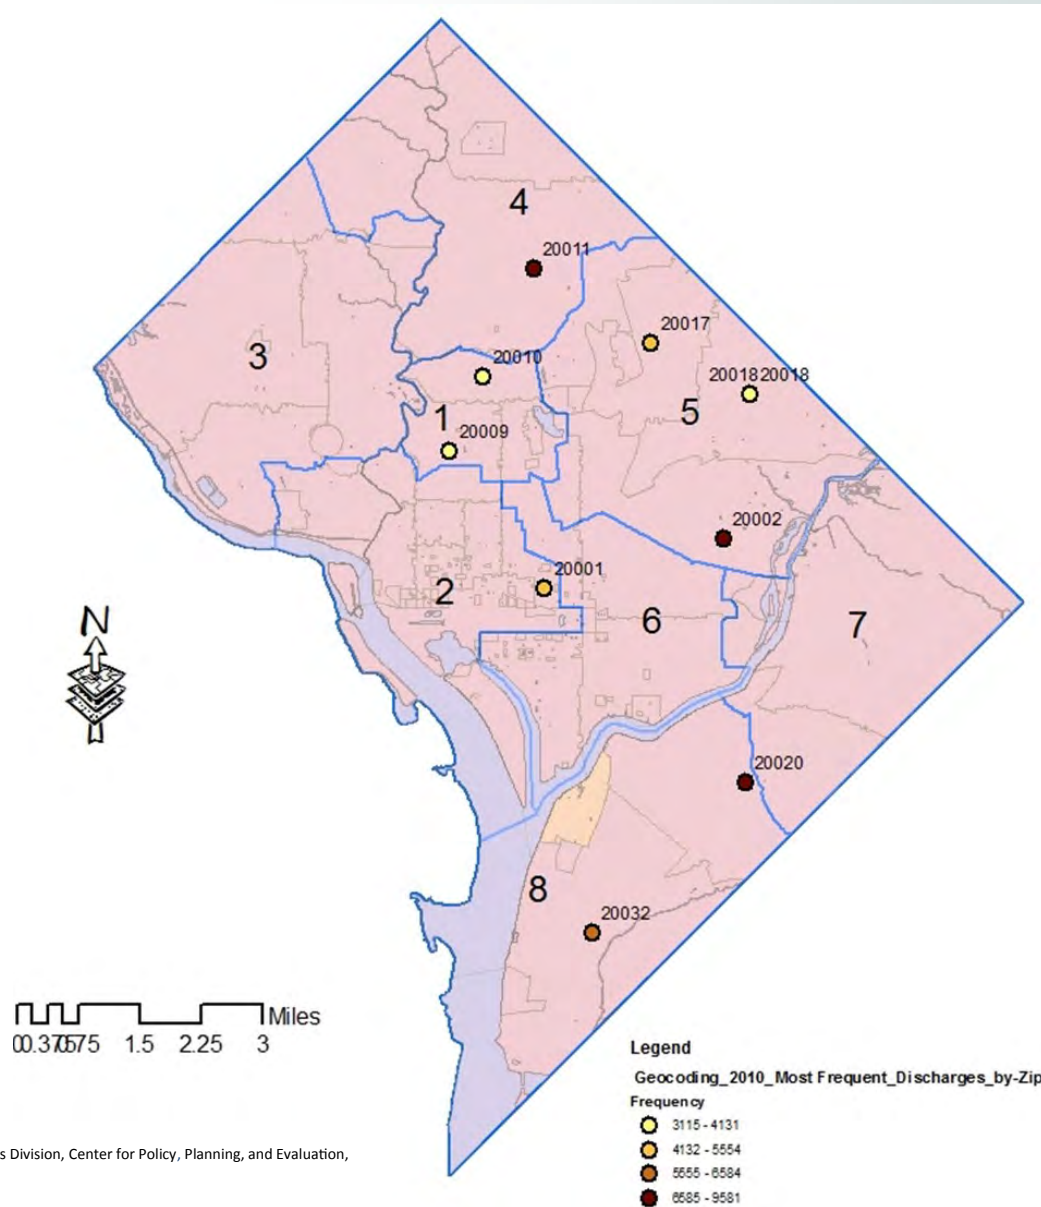 4
20011
20017
3
20010
20018 20018
5
1
20009
20002
20001
2
6
7
N
20020
8
20032
Miles
1.5 2.25 3
Legend
Geocoding_2010_Most Frequent_Discharges_by-Zip
Frequency
3115 - 4131
4132 - 5554
5555 - 6584
6585 - 9581
s Division, Center for Policy, Planning, and Evaluation,